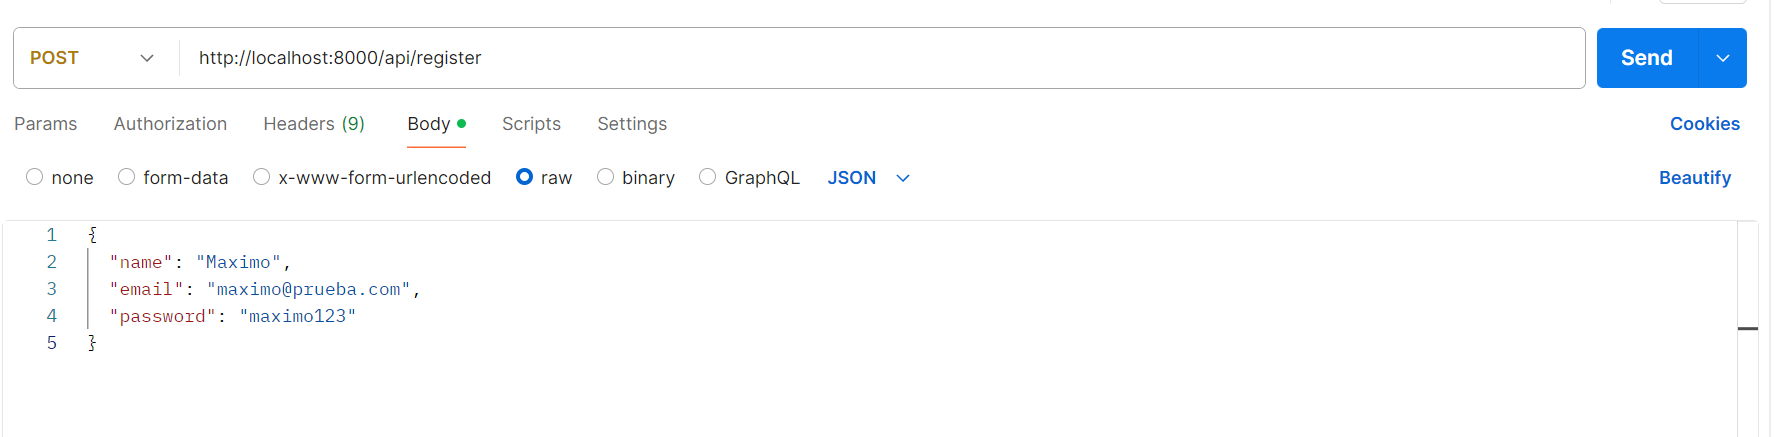 POST http://localhost:8000/api/register Send
Params Authorization Headers (9) Body Scripts Settings Cookies
none form-data x-www-form-urlencoded raw binary GraphQL JSON Beautify
1 {
2 "name": "Maximo",
3 "email": "maximo@prueba.com",
4 "password": "maximo123"
5 }